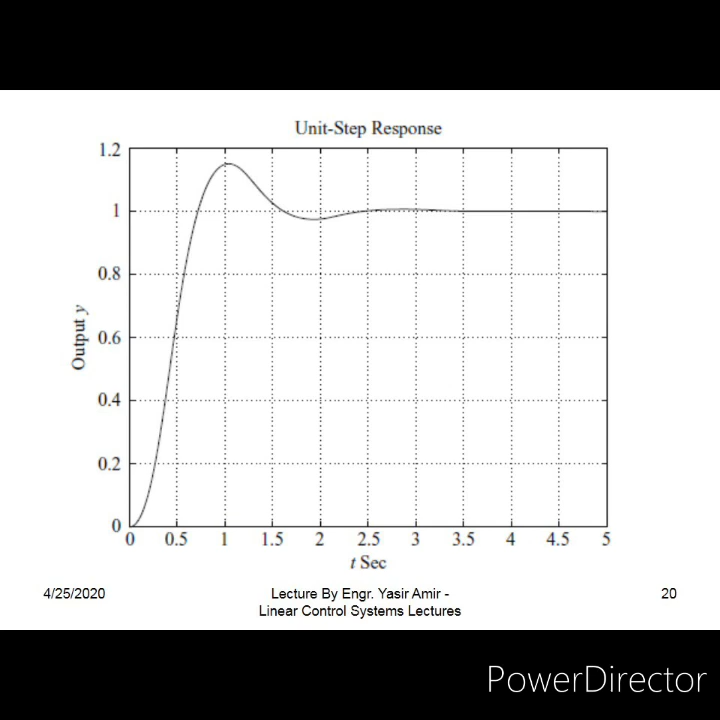 Unit-Step Response
1.2
1
0.8
0.6
0.4
0.2
0
Output y
0 0.5 1 1.5 2 2.5 3 3.5 4 4.5 5
t Sec
4/25/2020
Lecture By Engr. Yasir Amir -
Linear Control Systems Lectures
20
PowerDirector